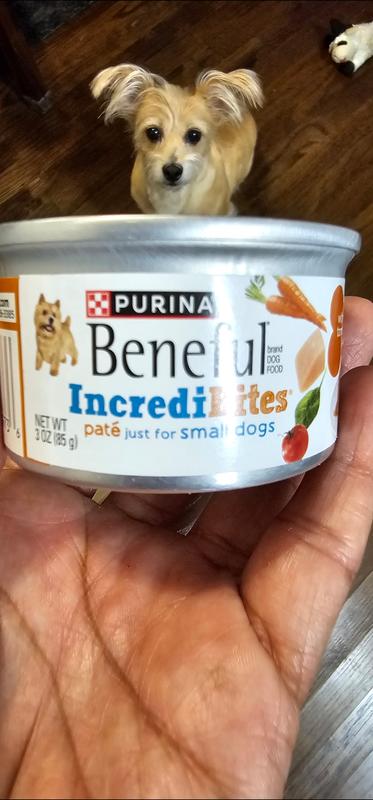 PURINA
Beneful
brand
DOG
FOOD
IncrediBites
paté just for small dogs
NET WT
3 OZ (85 g)